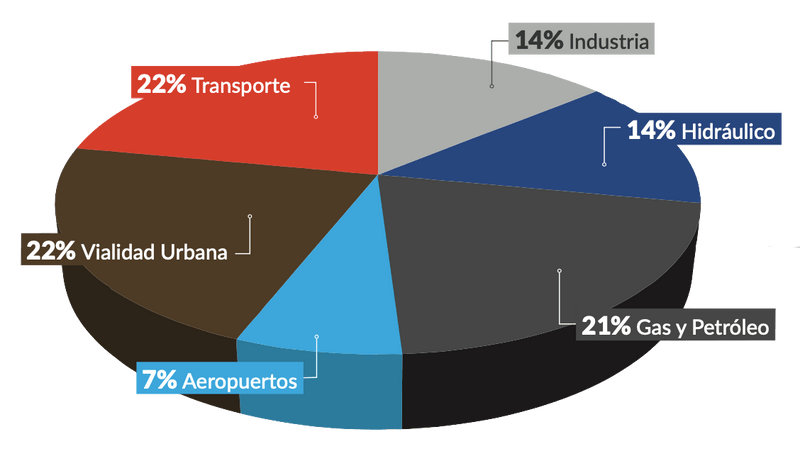 14% Industria
22% Transporte
14% Hidráulico
22% Vialidad Urbana
21% Gas y Petróleo
7% Aeropuertos